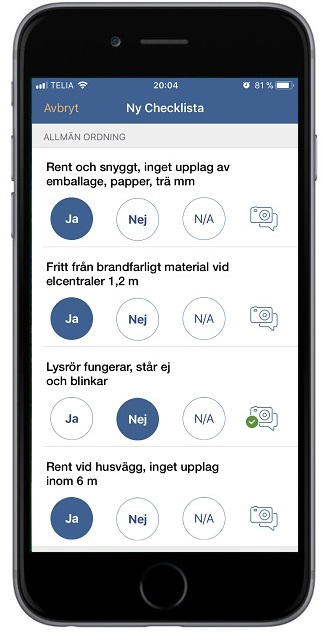 TELIA 20:04 81 %
Avbryt Ny Checklista
ALLMÄN ORDNING
Rent och snyggt, inget upplag av
emballage, papper, trä mm
Ja Nej N/A
Fritt från brandfarligt material vid
elcentraler 1,2 m
Ja Nej N/A
Lysrör fungerar, står ej
och blinkar
Ja Nej N/A
Rent vid husvägg, inget upplag
inom 6 m
Ja Nej N/A